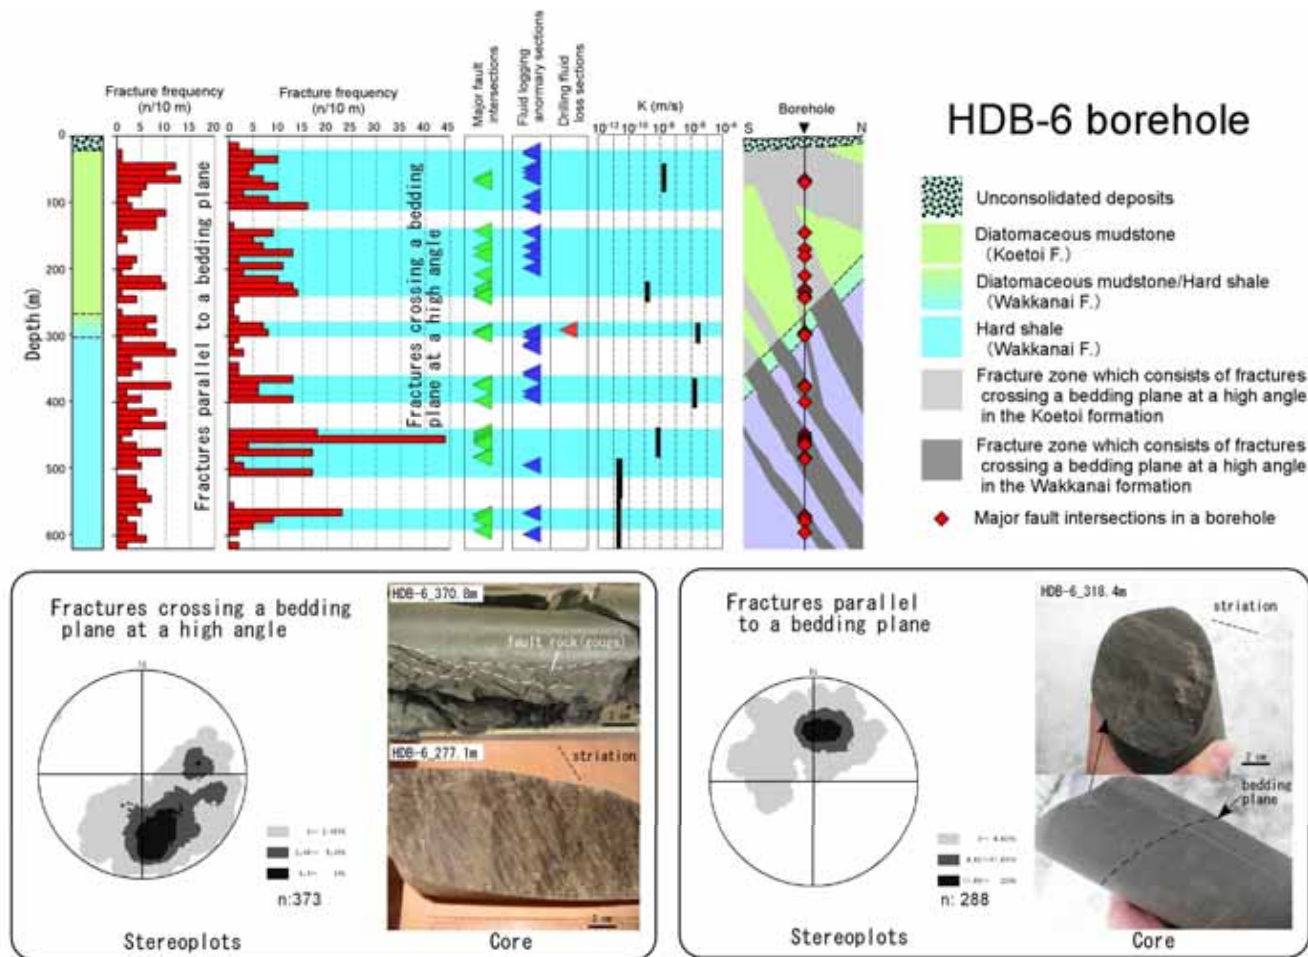 Fracture frequency
(n/10 m)
0 5 10 15 20
Fracture frequency
(n/10 m)
0 5 10 15 20 25 30 35 40 45
Major fault
intersections
Fluid logging
anormary sections
Drilling fluid
loss sections
K (m/s)
Borehole
S
N
HDB-6 borehole
Depth(m)
0
100
200
300
400
500
600
Fractures parallel to a bedding plane
Fractures crossing a bedding
plane at a high angle
Unconsolidated deposits
Diatomaceous mudstone
(Koetoi F.)
Diatomaceous mudstone/Hard shale
(Wakkanai F.)
Hard shale
(Wakkanai F.)
Fracture zone which consists of fractures
crossing a bedding plane at a high angle
in the Koetoi formation
Fracture zone which consists of fractures
crossing a bedding plane at a high angle
in the Wakkanai formation
Major fault intersections in a borehole
Fractures crossing a bedding
plane at a high angle
n:373
Stereoplots
HDB-6_370.8m
fault rock(gouge)
HDB-6_277.1m
striation
2 cm
Core
Fractures parallel
to a bedding plane
n: 288
Stereoplots
HDB-6_318.4m
striation
2 cm
bedding
plane
Core